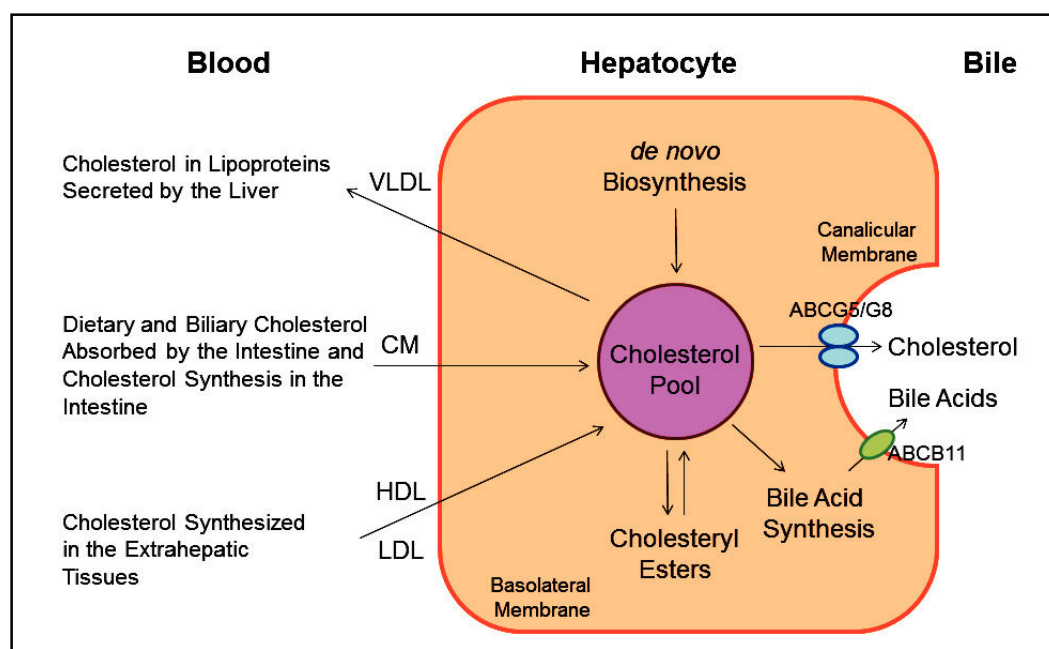 Blood
Hepatocyte
Bile
Cholesterol in Lipoproteins
Secreted by the Liver
VLDL
de novo
Biosynthesis
Canalicular
Membrane
ABCG5/G8
Dietary and Biliary Cholesterol
Absorbed by the Intestine and
Cholesterol Synthesis in the
Intestine
CM
Cholesterol
Pool
Cholesterol
Bile Acids
ABCB11
HDL
LDL
Cholesterol Synthesized
in the Extrahepatic
Tissues
Cholesteryl
Esters
Bile Acid
Synthesis
Basolateral
Membrane